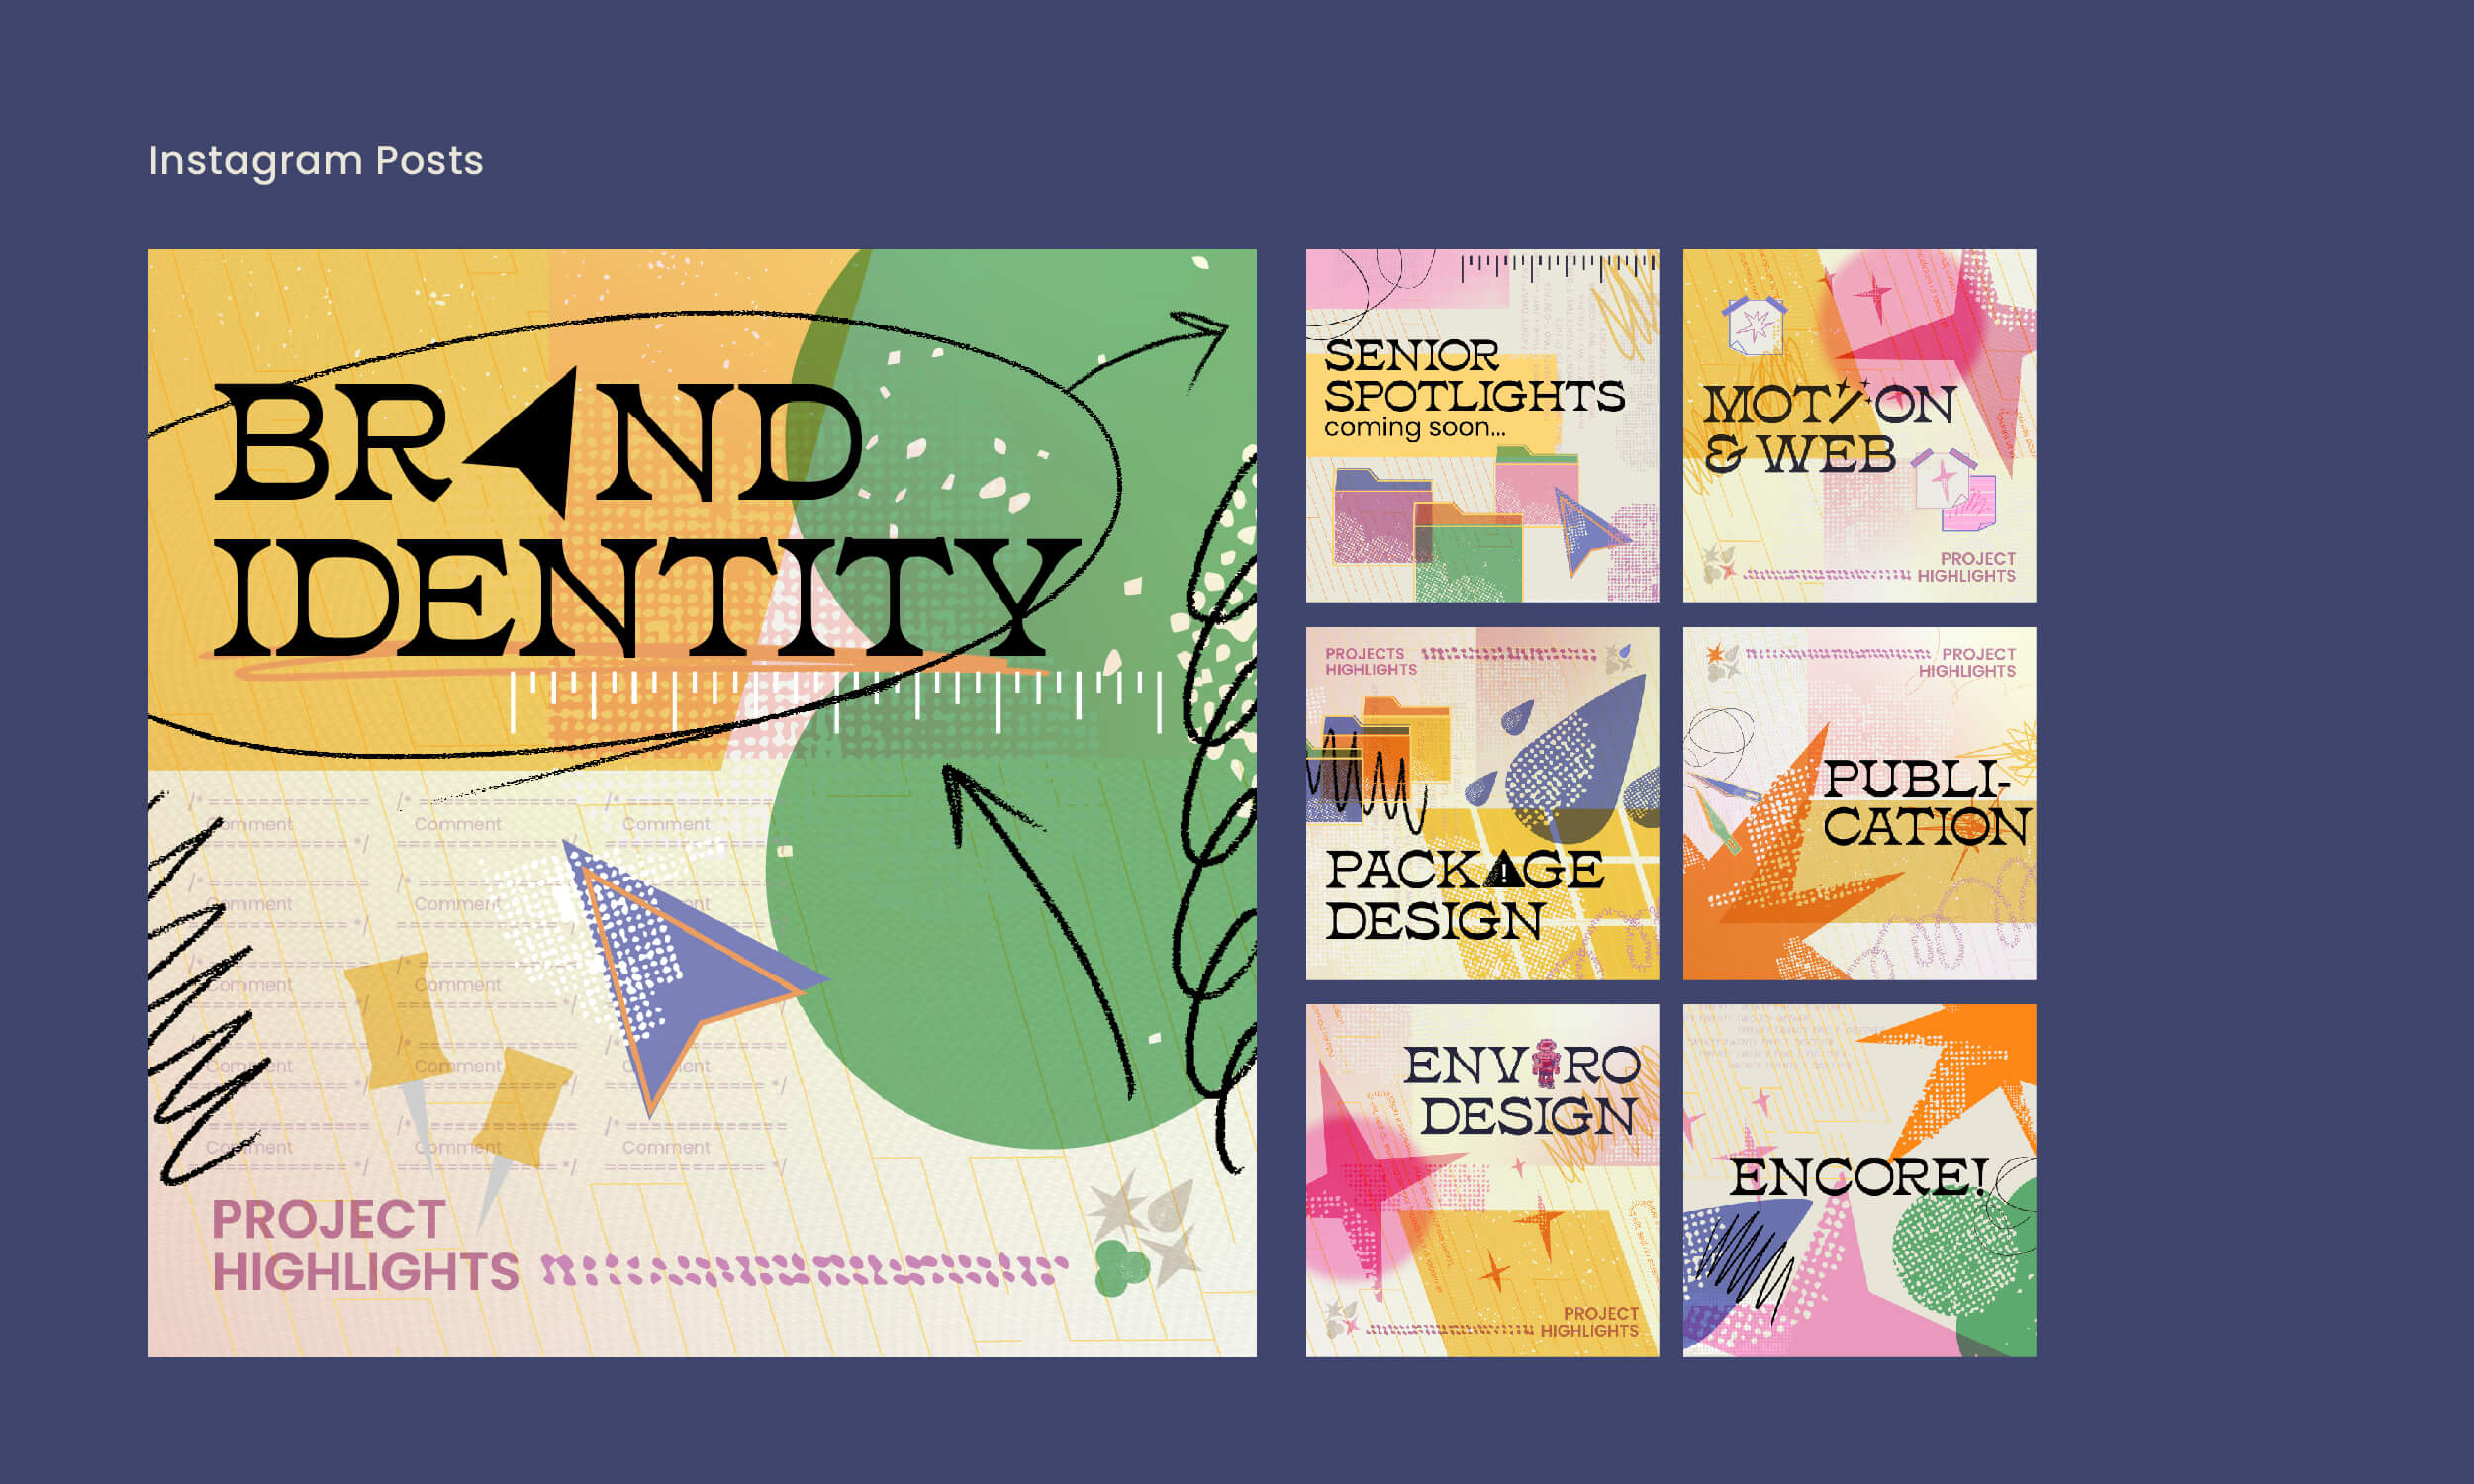 Instagram Posts
BRAND
IDENTITY
/* ============ /* ============ /* ============
Comment Comment Comment
============ */ ============ */
/* ============ /* ============
Comment Comment
============ */ ============ */
Comment Comment
Comment Comment
Comment Comment
PROJECT
HIGHLIGHTS
SENIOR
SPOTLIGHTS
coming soon...
MOTION
& WEB
PROJECT
HIGHLIGHTS
PROJECTS
HIGHLIGHTS
PACKAGE
DESIGN
!
PROJECT
HIGHLIGHTS
PUBLI-
CATION
ENVIRO
DESIGN
PROJECT
HIGHLIGHTS
ENCORE!